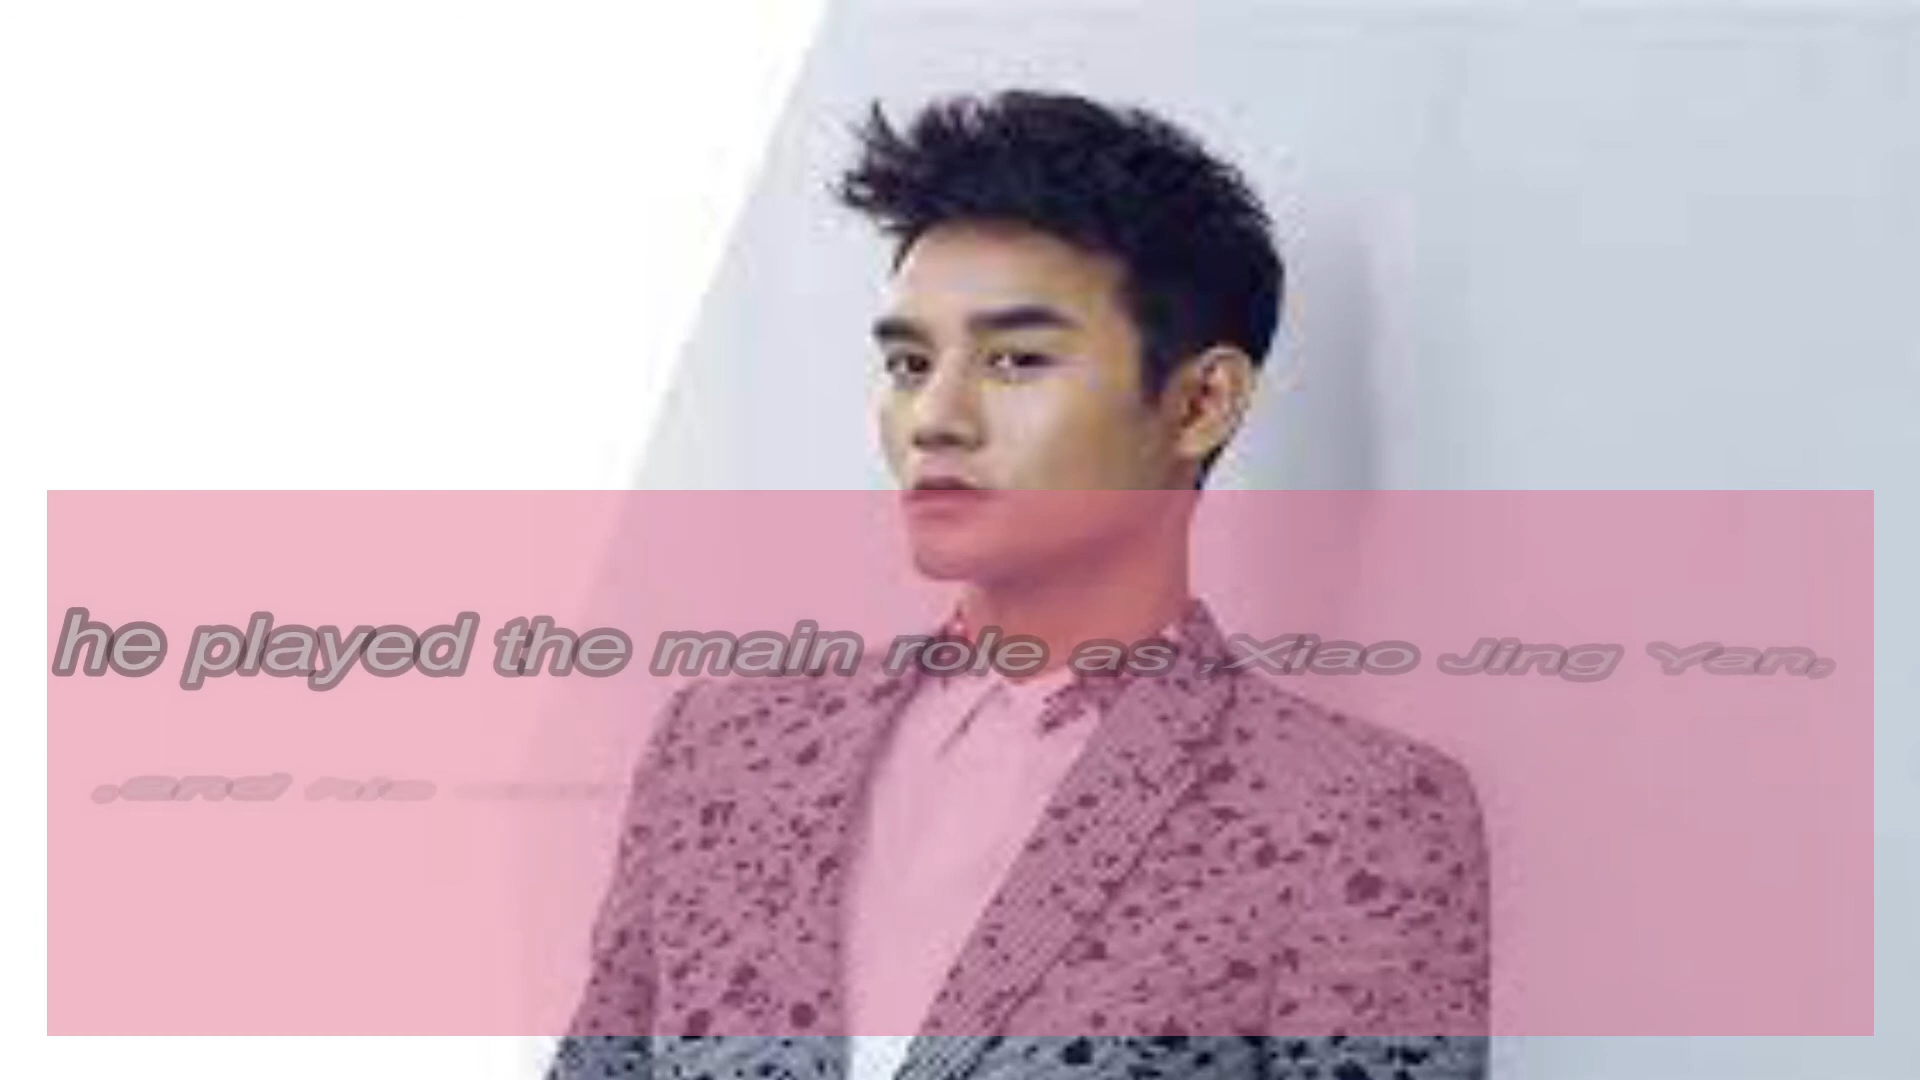 he played the main role as ,Xiao Jing Yan,
,and his